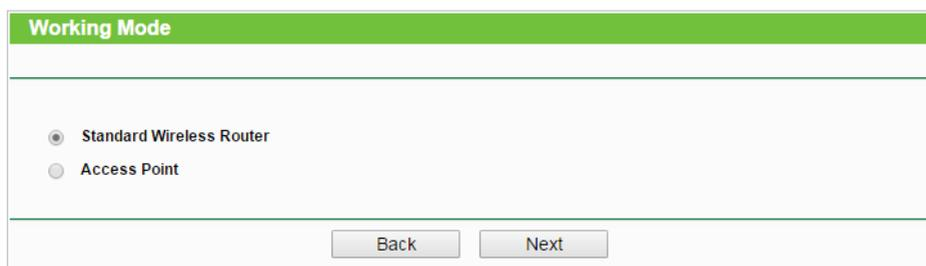 Working Mode
Standard Wireless Router
Access Point
Back Next